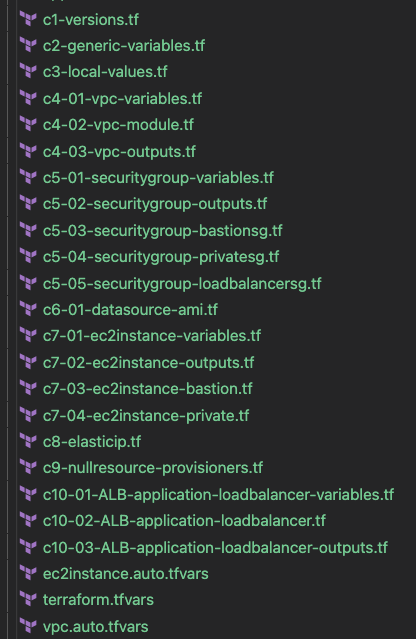 c1-versions.tf
c2-generic-variables.tf
c3-local-values.tf
c4-01-vpc-variables.tf
c4-02-vpc-module.tf
c4-03-vpc-outputs.tf
c5-01-securitygroup-variables.tf
c5-02-securitygroup-outputs.tf
c5-03-securitygroup-bastionsg.tf
c5-04-securitygroup-privatesg.tf
c5-05-securitygroup-loadbalancersg.tf
c6-01-datasource-ami.tf
c7-01-ec2instance-variables.tf
c7-02-ec2instance-outputs.tf
c7-03-ec2instance-bastion.tf
c7-04-ec2instance-private.tf
c8-elasticip.tf
c9-nullresource-provisioners.tf
c10-01-ALB-application-loadbalancer-variables.tf
c10-02-ALB-application-loadbalancer.tf
c10-03-ALB-application-loadbalancer-outputs.tf
ec2instance.auto.tfvars
terraform.tfvars
vpc.auto.tfvars